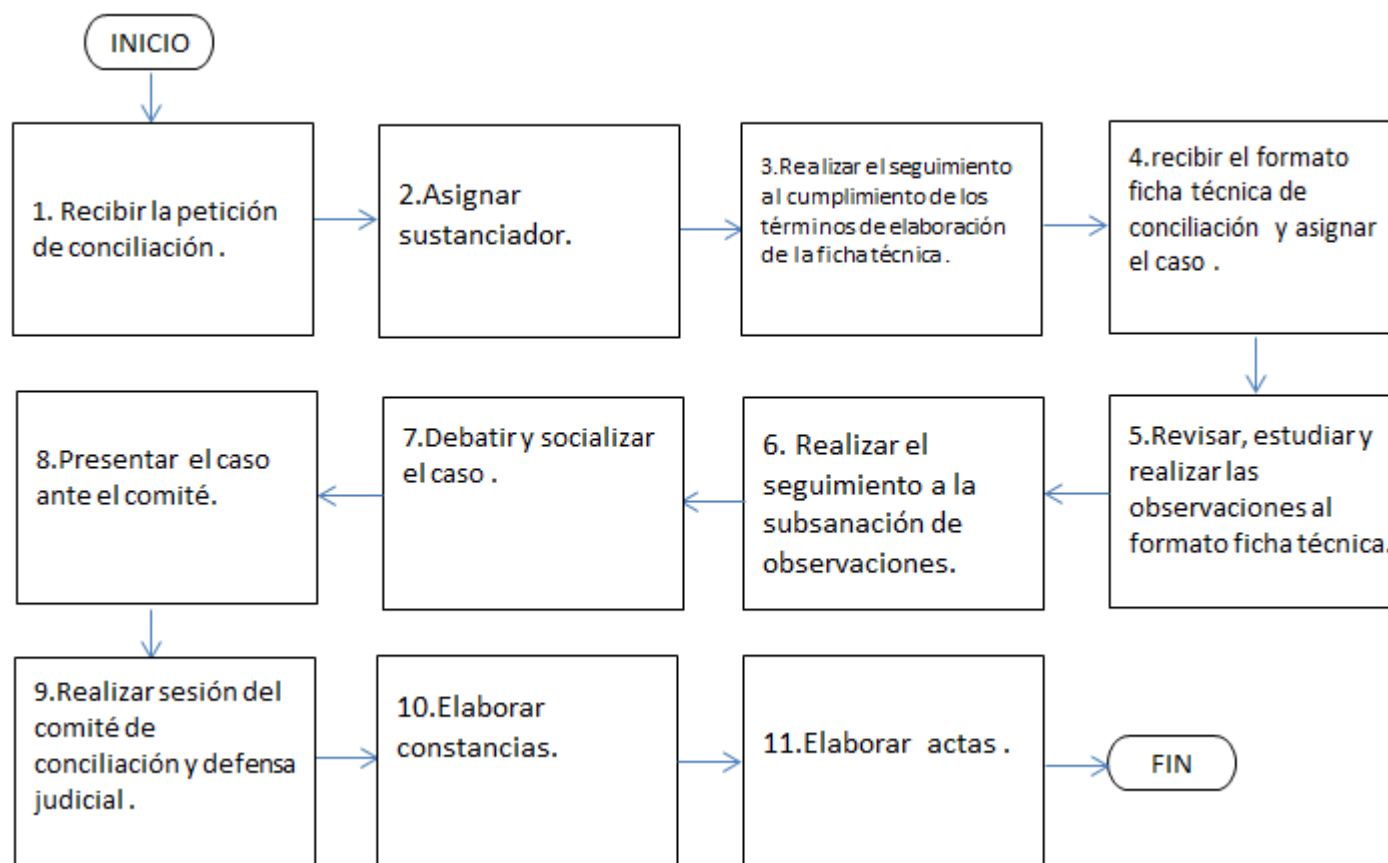 INICIO
1. Recibir la petición
de conciliación .
2.Asignar
sustanciador.
3.Realizar el seguimiento
al cumplimiento de los
términos de elaboración
de la ficha técnica .
4.recibir el formato
ficha técnica de
conciliación y asignar
el caso .
5.Revisar, estudiar y
realizar las
observaciones al
formato ficha técnica.
6. Realizar el
seguimiento a la
subsanación de
observaciones.
7.Debatir y socializar
el caso .
8.Presentar el caso
ante el comité.
9.Realizar sesión del
comité de
conciliación y defensa
judicial .
10.Elaborar
constancias.
11.Elaborar actas .
FIN